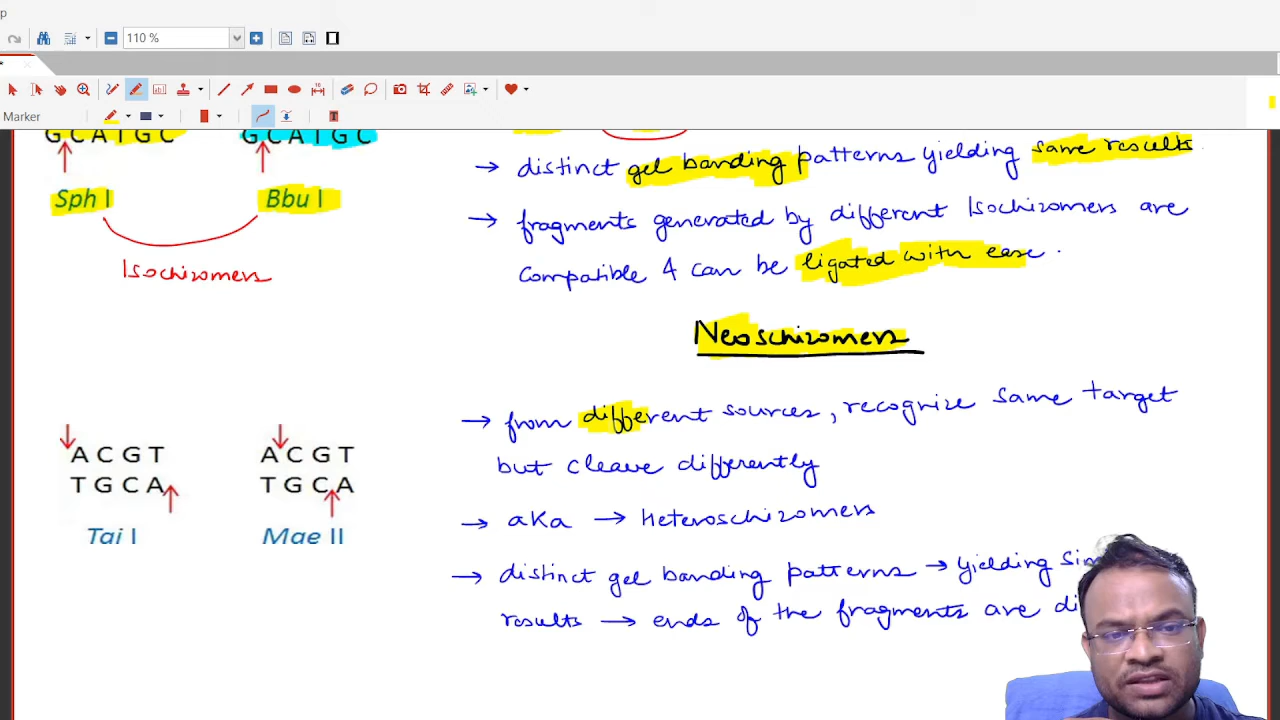 p
110 %
Marker
GCATGC GCATGC
→ distinct gel banding patterns yielding same results.
Sph I Bbu I
→ fragments generated by different Isochizomers are
Isochizomers
compatible & can be ligated with ease.
Neoschizomers
→ from different sources, recognize same target
ACGT ACGT
but cleave differently
TGCA TGCA
→ aka → heteroschizomers
Tai I Mae II
→ distinct gel banding patterns → yielding
results → ends of the fragments are